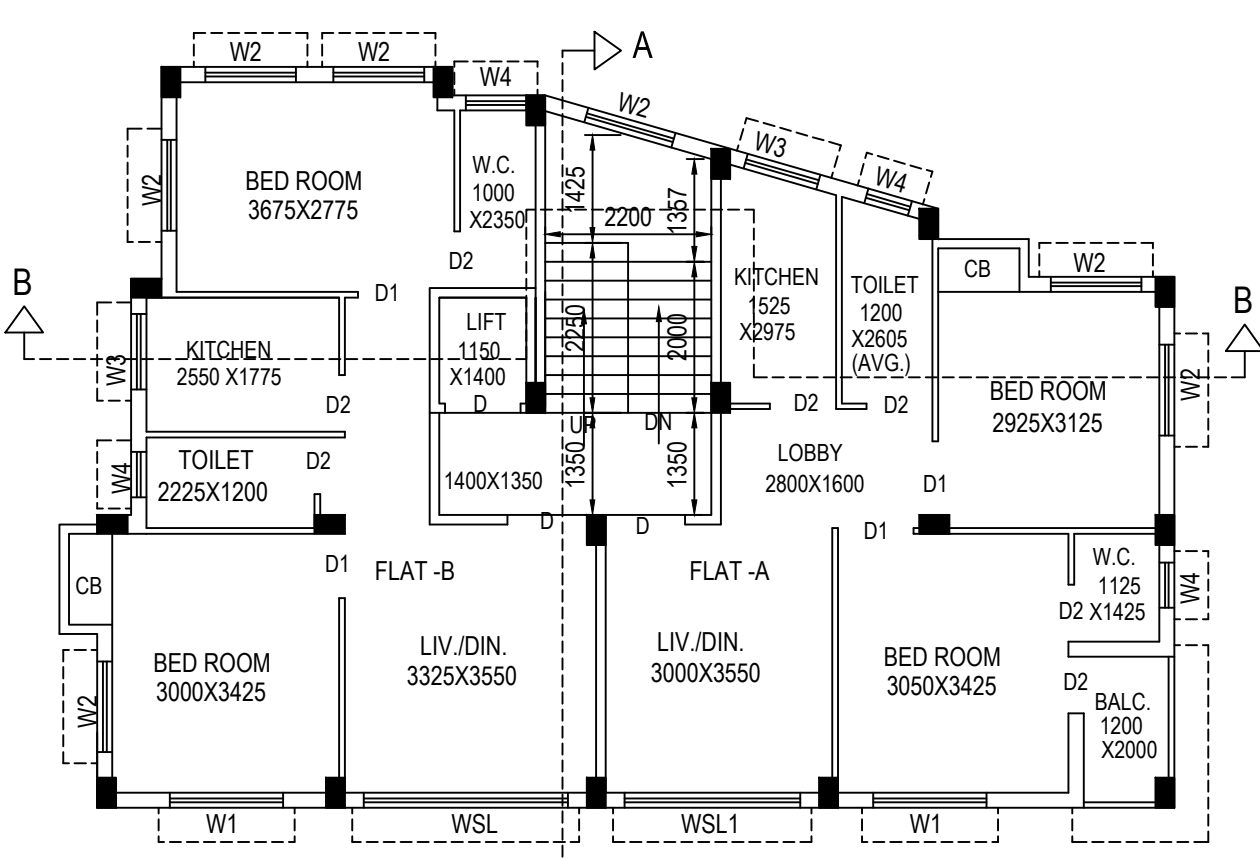 W2
W2
A
W4
W2
W3
W4
W2
BED ROOM
3675X2775
W.C.
1000
X2350
1425
1357
2200
D2
D1
KITCHEN
1525
X2975
TOILET
1200
X2605
(AVG.)
CB
W2
B
B
W3
KITCHEN
2550 X1775
LIFT
1150
X1400
D
2250
2000
D2
D2
D2
BED ROOM
2925X3125
W2
UP
DN
W4
TOILET
2225X1200
D2
1400X1350
1350
1350
LOBBY
2800X1600
D1
D
D
D1
CB
D1
FLAT -B
FLAT -A
W.C.
1125
X1425
D2
W4
BED ROOM
3000X3425
LIV./DIN.
3325X3550
LIV./DIN.
3000X3550
BED ROOM
3050X3425
D2
BALC.
1200
X2000
W2
W1
WSL
WSL1
W1